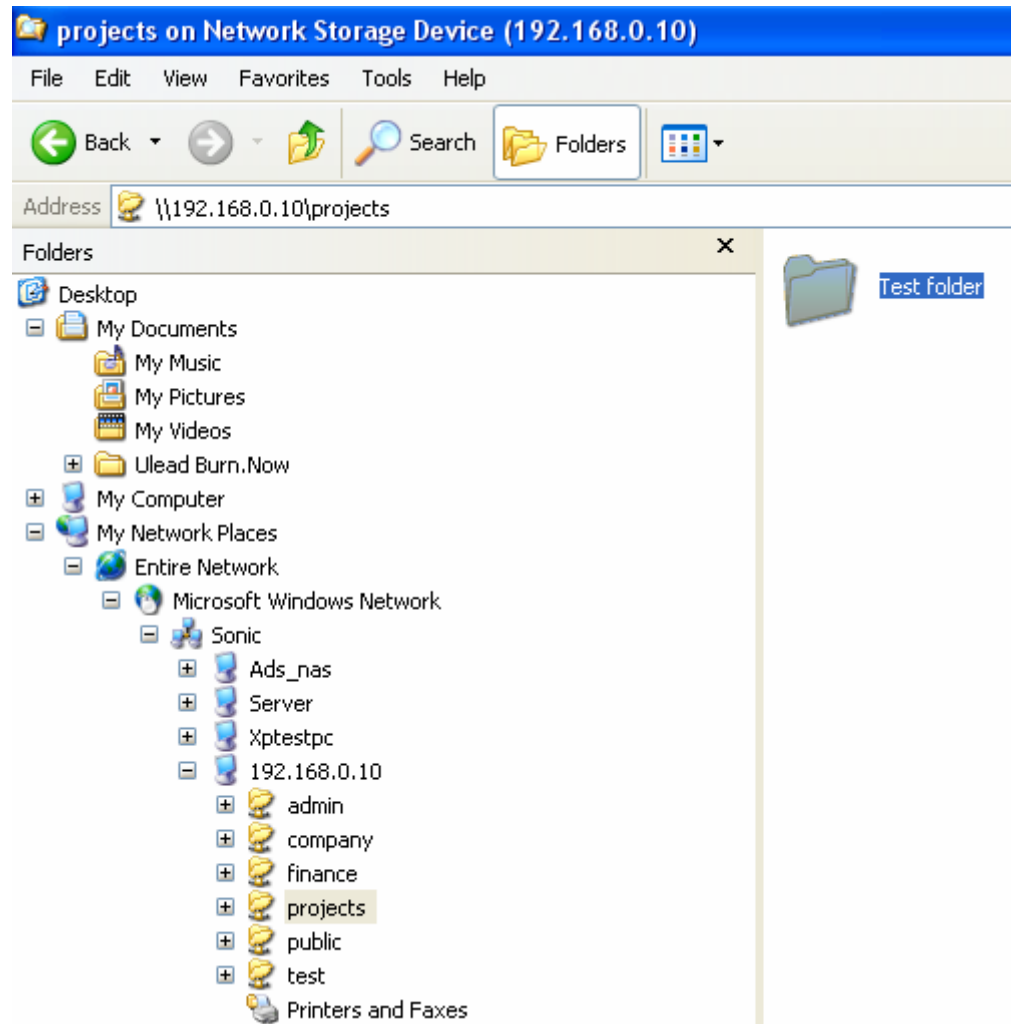 projects on Network Storage Device (192.168.0.10)
File Edit View Favorites Tools Help
Back Search Folders
Address \\192.168.0.10\projects
Folders
Desktop
My Documents
My Music
My Pictures
My Videos
Ulead Burn.Now
My Computer
My Network Places
Entire Network
Microsoft Windows Network
Sonic
Ads_nas
Server
Xptestpc
192.168.0.10
admin
company
finance
projects
public
test
Printers and Faxes
Test folder